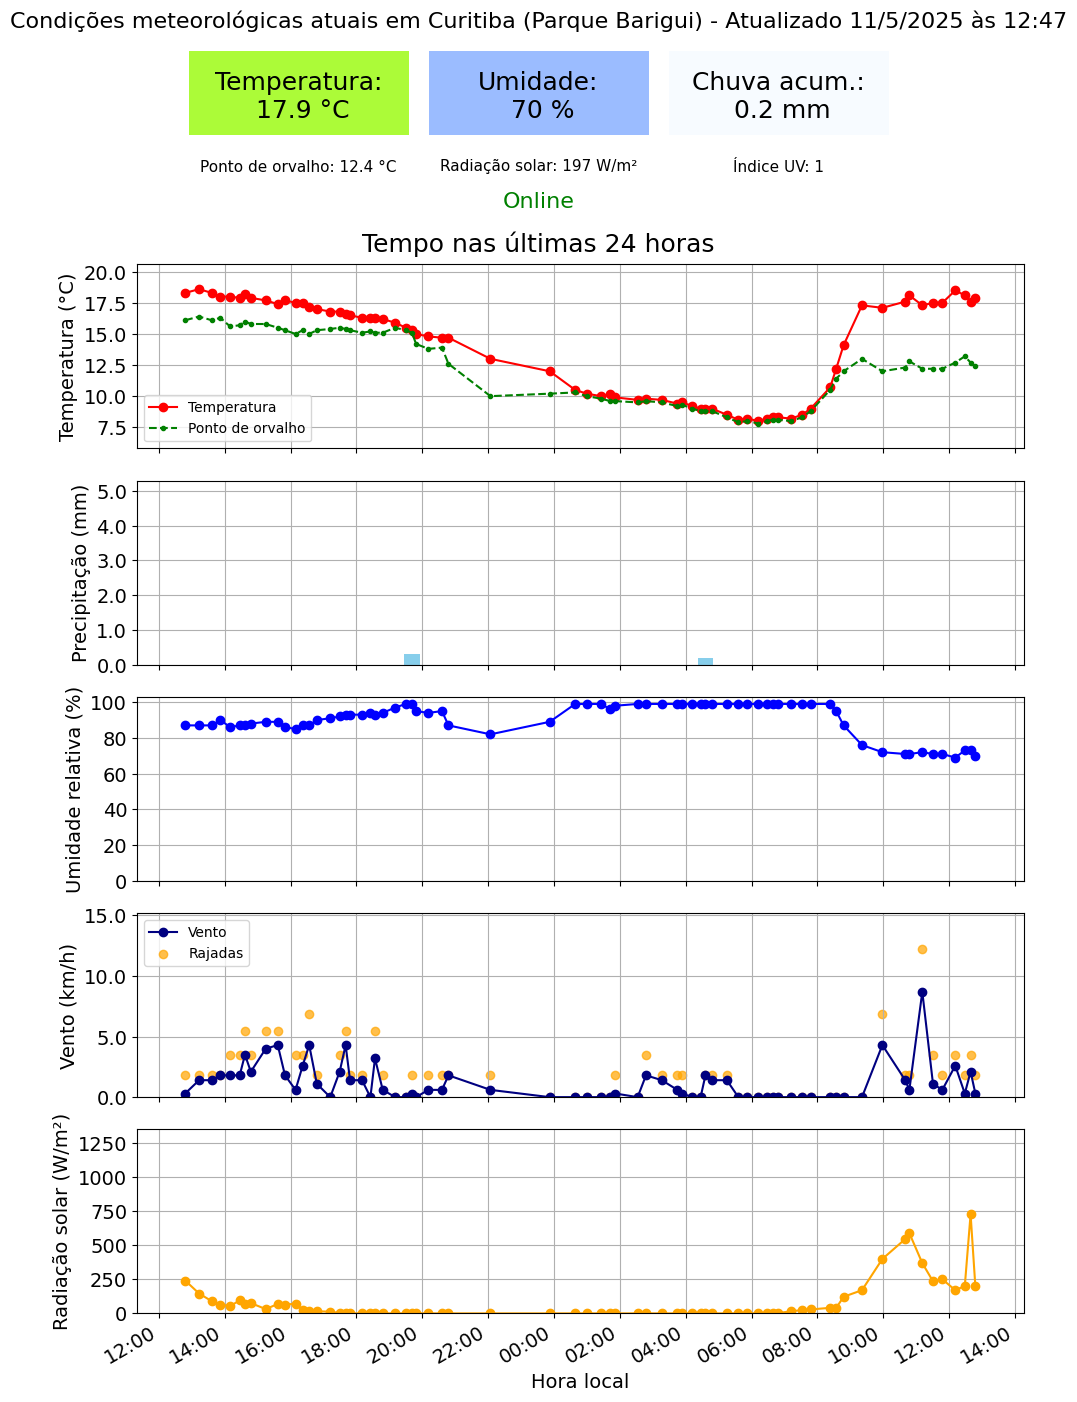 Condições meteorológicas atuais em Curitiba (Parque Barigui) - Atualizado 11/5/2025 às 12:47
Temperatura:
17.9 °C
Umidade:
70 %
Chuva acum.:
0.2 mm
Ponto de orvalho: 12.4 °C
Radiação solar: 197 W/m²
Índice UV: 1
Online
Tempo nas últimas 24 horas
Temperatura (°C)
20.0
17.5
15.0
12.5
10.0
7.5
Temperatura
Ponto de orvalho
Precipitação (mm)
5.0
4.0
3.0
2.0
1.0
0.0
Umidade relativa (%)
100
80
60
40
20
0
Vento (km/h)
15.0
10.0
5.0
0.0
Vento
Rajadas
Radiação solar (W/m²)
1250
1000
750
500
250
0
12:00 14:00 16:00 18:00 20:00 22:00 00:00 02:00 04:00 06:00 08:00 10:00 12:00 14:00
Hora local